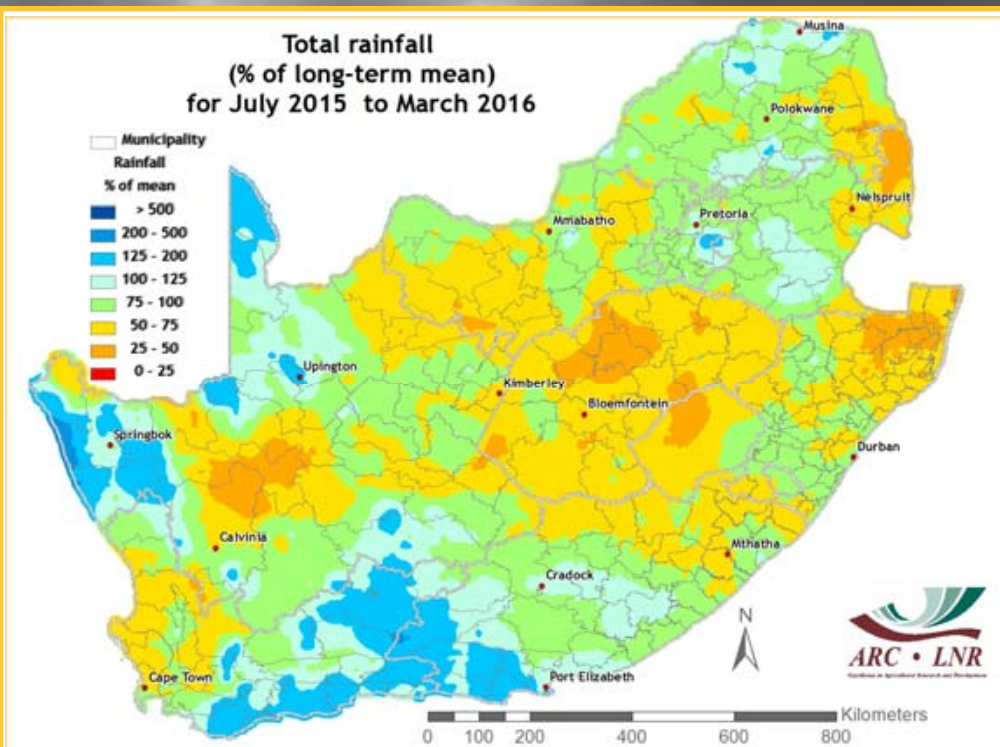 Total rainfall
(% of long-term mean)
for July 2015 to March 2016
Municipality
Rainfall
% of mean
> 500
200 - 500
125 - 200
100 - 125
75 - 100
50 - 75
25 - 50
0 - 25
Musina
Polokwane
Nelspruit
Pretoria
Mmabatho
Upington
Kimberley
Bloemfontein
Springbok
Durban
Calvinia
Mthatha
Cradock
N
ARC • LNR
Cape Town
Port Elizabeth
Kilometers
0 100 200 400 600 800